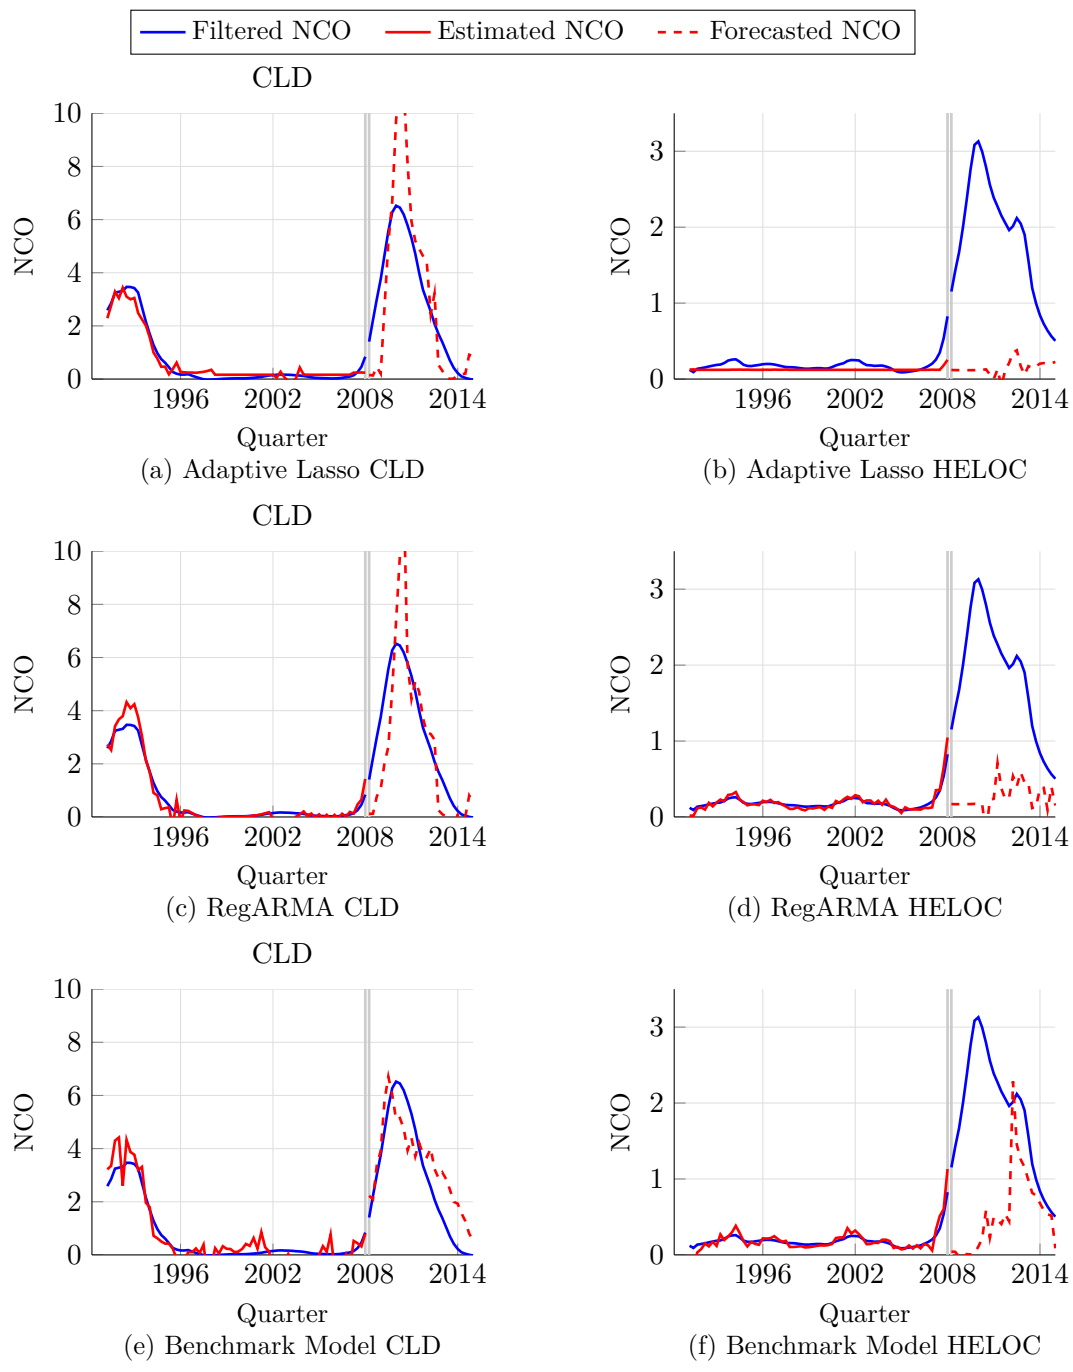 Filtered NCO Estimated NCO Forecasted NCO
CLD
10
8
6
4
2
0
NCO
1996 2002 2008 2014
Quarter
(a) Adaptive Lasso CLD
3
2
1
0
NCO
1996 2002 2008 2014
Quarter
(b) Adaptive Lasso HELOC
CLD
10
8
6
4
2
0
NCO
1996 2002 2008 2014
Quarter
(c) RegARMA CLD
3
2
1
0
NCO
1996 2002 2008 2014
Quarter
(d) RegARMA HELOC
CLD
10
8
6
4
2
0
NCO
1996 2002 2008 2014
Quarter
(e) Benchmark Model CLD
3
2
1
0
NCO
1996 2002 2008 2014
Quarter
(f) Benchmark Model HELOC